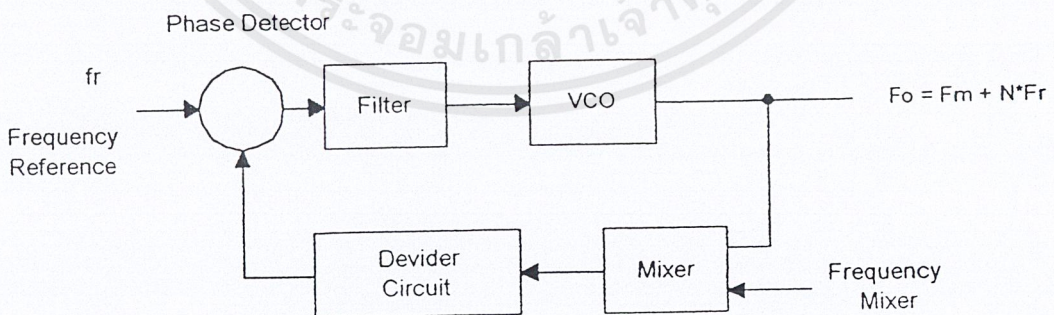 Phase Detector
fr
Frequency
Reference
Filter
VCO
Fo = Fm + N*Fr
Devider
Circuit
Mixer
Frequency
Mixer